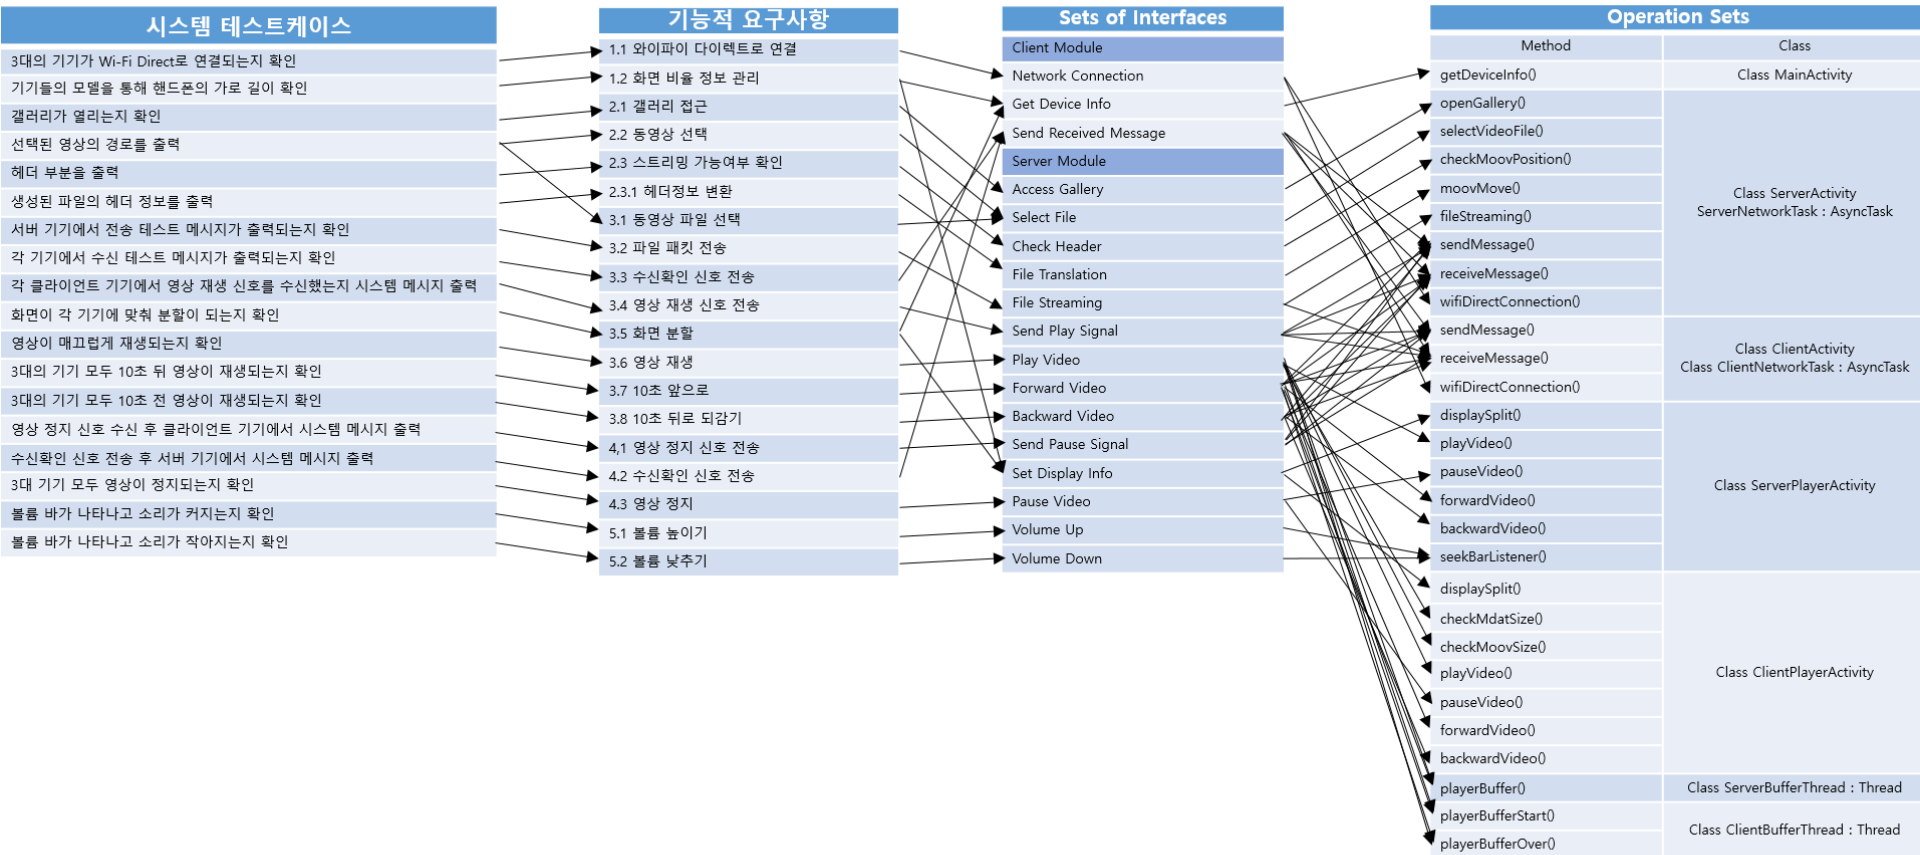 시스템 테스트케이스
3대의 기기가 Wi-Fi Direct로 연결되는지 확인
기기들의 모델을 통해 핸드폰의 가로 길이 확인
갤러리가 열리는지 확인
선택된 영상의 경로를 출력
헤더 부분을 출력
생성된 파일의 헤더 정보를 출력
서버 기기에서 전송 테스트 메시지가 출력되는지 확인
각 기기에서 수신 테스트 메시지가 출력되는지 확인
각 클라이언트 기기에서 영상 재생 신호를 수신했는지 시스템 메시지 출력
화면이 각 기기에 맞춰 분할이 되는지 확인
영상이 매끄럽게 재생되는지 확인
3대의 기기 모두 10초 뒤 영상이 재생되는지 확인
3대의 기기 모두 10초 전 영상이 재생되는지 확인
영상 정지 신호 수신 후 클라이언트 기기에서 시스템 메시지 출력
수신확인 신호 전송 후 서버 기기에서 시스템 메시지 출력
3대 기기 모두 영상이 정지되는지 확인
볼륨 바가 나타나고 소리가 커지는지 확인
볼륨 바가 나타나고 소리가 작아지는지 확인
기능적 요구사항
1.1 와이파이 다이렉트로 연결
1.2 화면 비율 정보 관리
2.1 갤러리 접근
2.2 동영상 선택
2.3 스트리밍 가능여부 확인
2.3.1 헤더정보 변환
3.1 동영상 파일 선택
3.2 파일 패킷 전송
3.3 수신확인 신호 전송
3.4 영상 재생 신호 전송
3.5 화면 분할
3.6 영상 재생
3.7 10초 앞으로
3.8 10초 뒤로 되감기
4,1 영상 정지 신호 전송
4.2 수신확인 신호 전송
4.3 영상 정지
5.1 볼륨 높이기
5.2 볼륨 낮추기
Sets of Interfaces
Client Module
Network Connection
Get Device Info
Send Received Message
Server Module
Access Gallery
Select File
Check Header
File Translation
File Streaming
Send Play Signal
Play Video
Forward Video
Backward Video
Send Pause Signal
Set Display Info
Pause Video
Volume Up
Volume Down
Operation Sets
Method
Class
getDeviceInfo()
Class MainActivity
openGallery()
selectVideoFile()
checkMoovPosition()
moovMove()
fileStreaming()
sendMessage()
receiveMessage()
wifiDirectConnection()
Class ServerActivity
ServerNetworkTask : AsyncTask
sendMessage()
receiveMessage()
wifiDirectConnection()
Class ClientActivity
Class ClientNetworkTask : AsyncTask
displaySplit()
playVideo()
pauseVideo()
forwardVideo()
backwardVideo()
seekBarListener()
Class ServerPlayerActivity
displaySplit()
checkMdatSize()
checkMoovSize()
playVideo()
pauseVideo()
forwardVideo()
backwardVideo()
Class ClientPlayerActivity
playerBuffer()
Class ServerBufferThread : Thread
playerBufferStart()
playerBufferOver()
Class ClientBufferThread : Thread